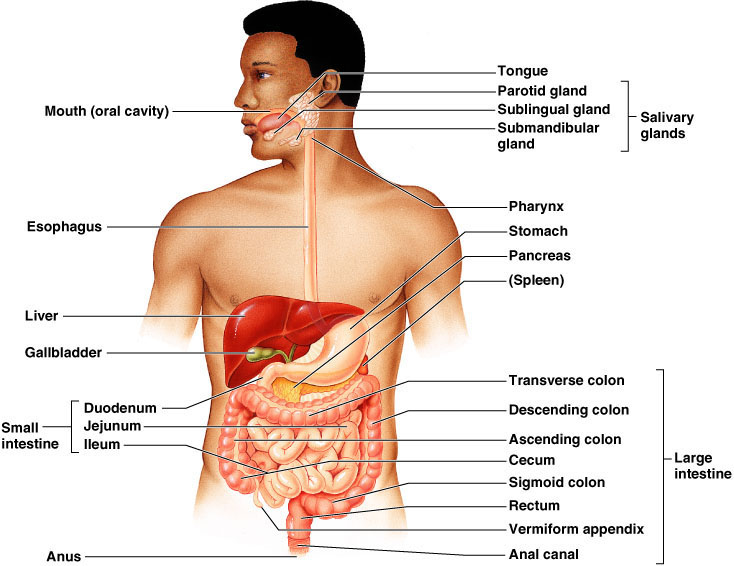 Tongue
Parotid gland
Sublingual gland
Submandibular
gland
Salivary
glands
Mouth (oral cavity)
Pharynx
Esophagus
Stomach
Pancreas
(Spleen)
Liver
Gallbladder
Small
intestine
Duodenum
Jejunum
Ileum
Transverse colon
Descending colon
Ascending colon
Cecum
Sigmoid colon
Rectum
Vermiform appendix
Anal canal
Large
intestine
Anus